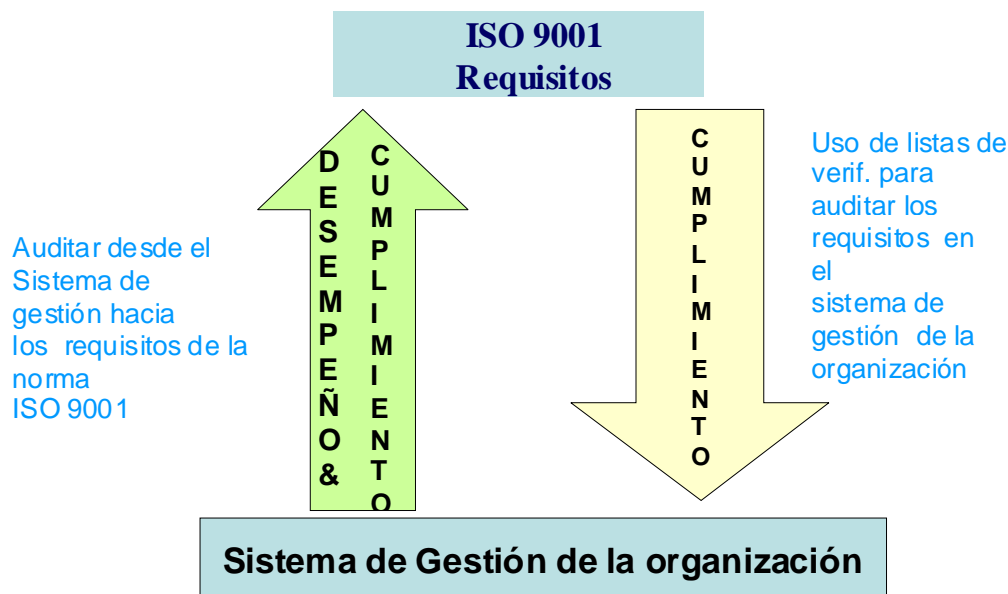 ISO 9001
Requisitos
Auditar desde el
Sistema de
gestión hacia
los requisitos de la
norma
ISO 9001
DESEMPEÑO&
CUMPLIMIENTO
CUMPLIMIENTO
Uso de listas de
verif. para
auditar los
requisitos en
el
sistema de
gestión de la
organización
Sistema de Gestión de la organización